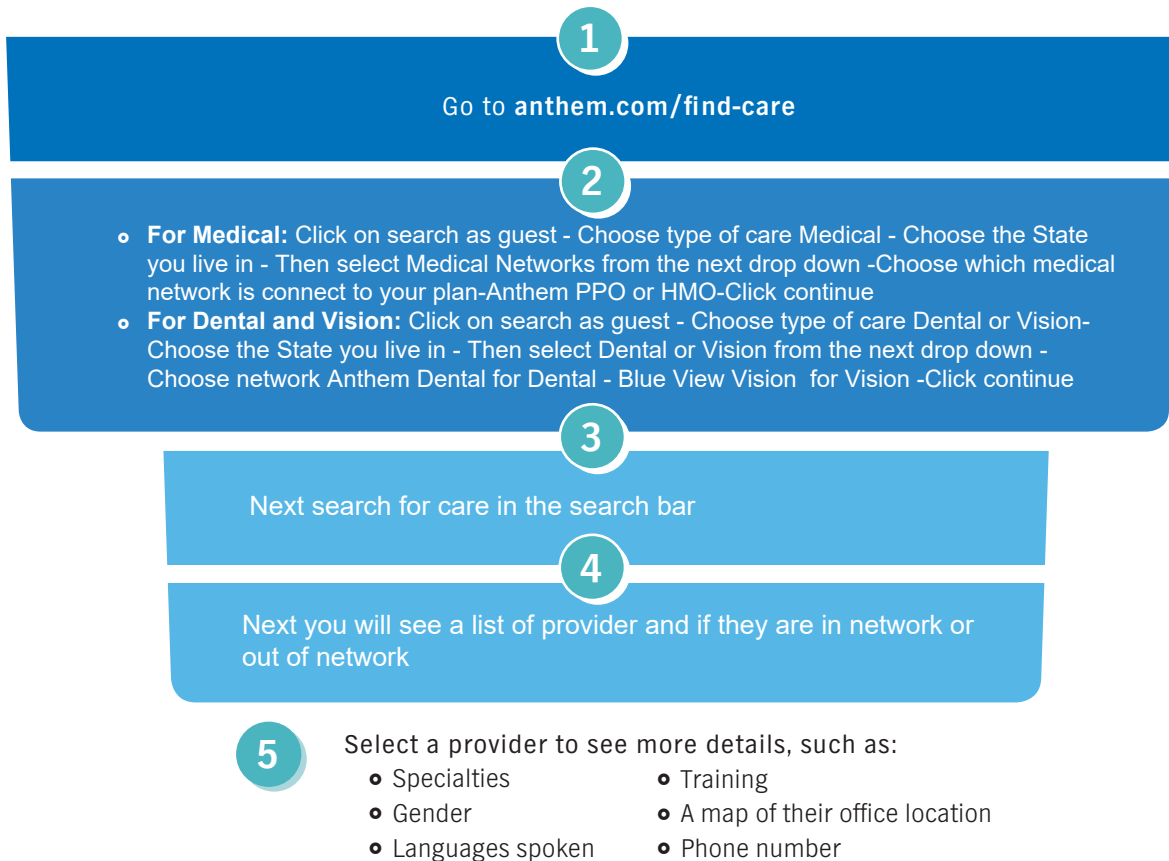 1
Go to anthem.com/find-care
2
For Medical: Click on search as guest - Choose type of care Medical - Choose the State
you live in - Then select Medical Networks from the next drop down -Choose which medical
network is connect to your plan-Anthem PPO or HMO-Click continue
For Dental and Vision: Click on search as guest - Choose type of care Dental or Vision-
Choose the State you live in - Then select Dental or Vision from the next drop down -
Choose network Anthem Dental for Dental - Blue View Vision  for Vision -Click continue
3
Next search for care in the search bar
4
Next you will see a list of provider and if they are in network or
out of network
5
Select a provider to see more details, such as:
Specialties
Gender
Languages spoken
Training
A map of their office location
Phone number